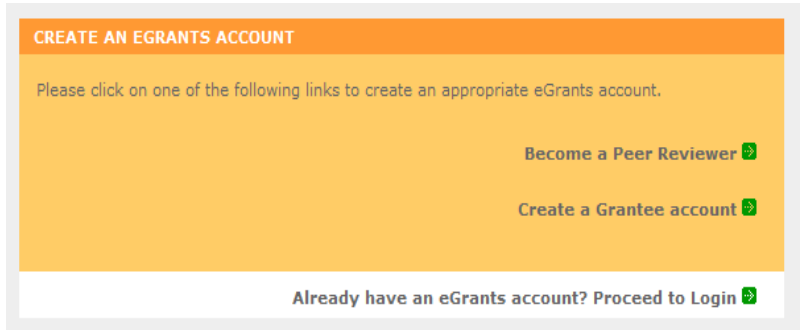 CREATE AN EGRANTS ACCOUNT
Please click on one of the following links to create an appropriate eGrants account.
Become a Peer Reviewer
Create a Grantee account
Already have an eGrants account? Proceed to Login